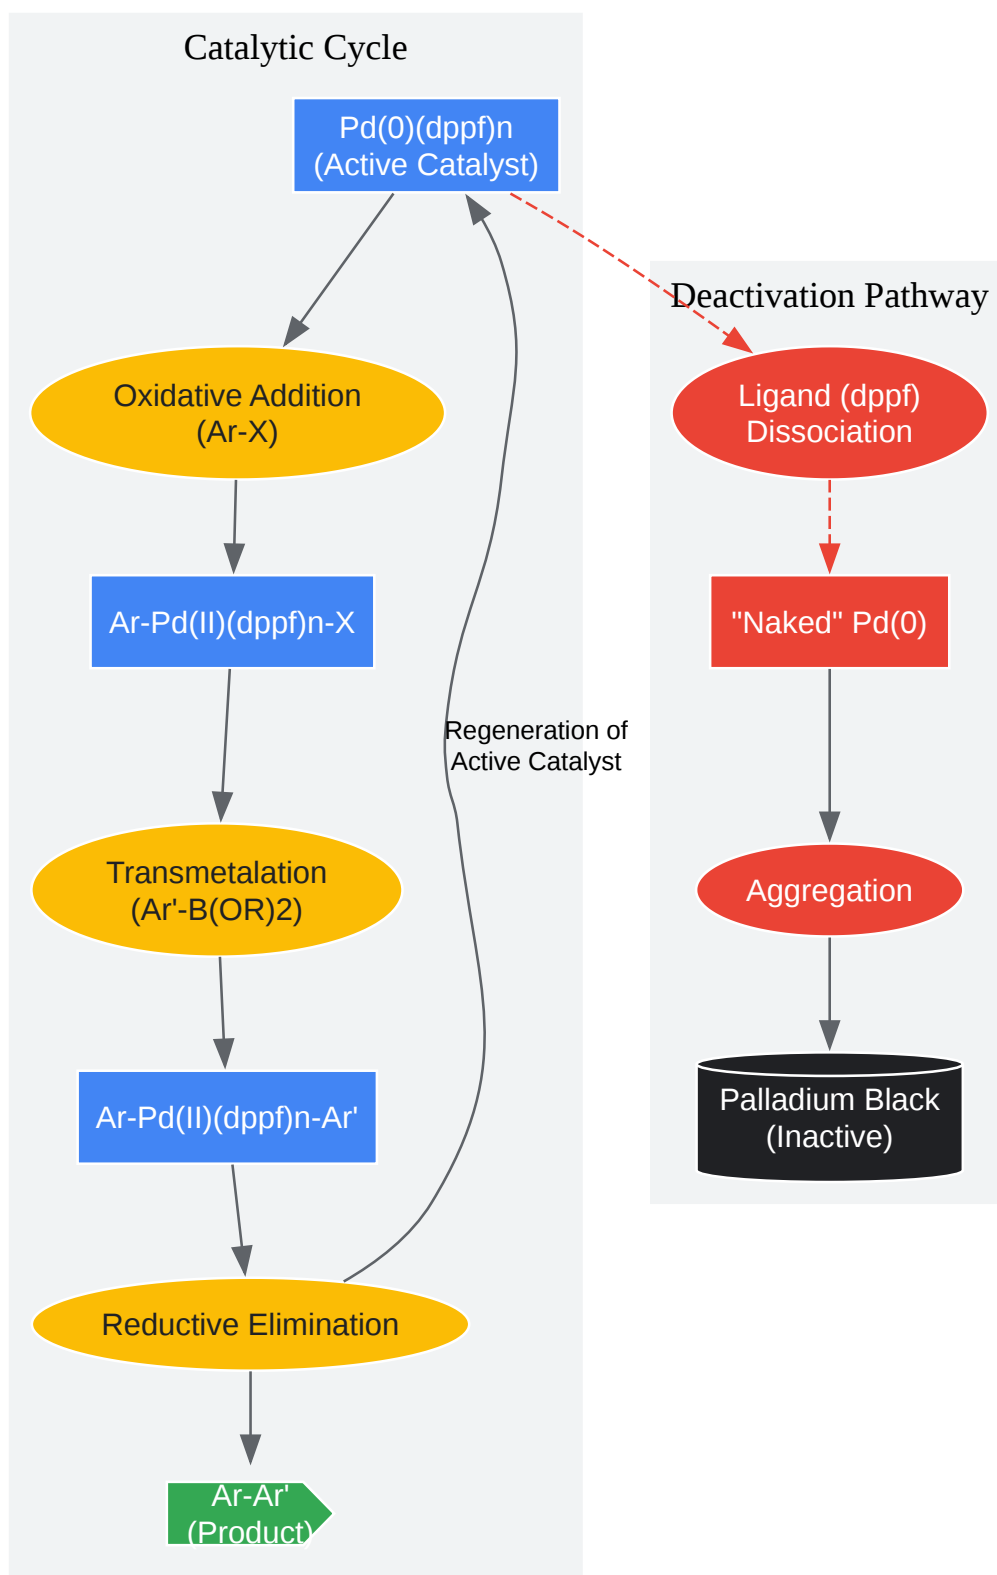 Catalytic Cycle
Pd(0)(dppf)n
(Active Catalyst)
Oxidative Addition
(Ar-X)
Ar-Pd(II)(dppf)n-X
Regeneration of
Active Catalyst
Transmetalation
(Ar'-B(OR)2)
Ar-Pd(II)(dppf)n-Ar'
Reductive Elimination
Ar-Ar'
(Product)
Deactivation Pathway
Ligand (dppf)
Dissociation
"Naked" Pd(0)
Aggregation
Palladium Black
(Inactive)